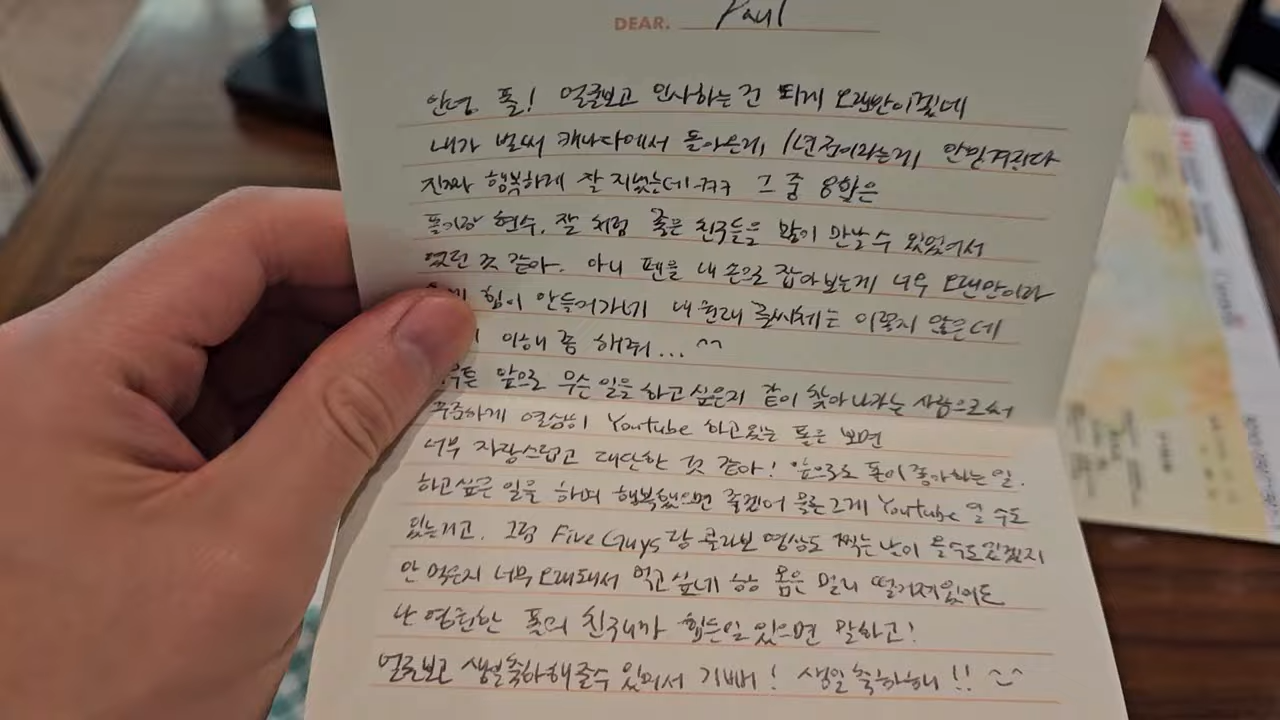 DEAR. Paul
안녕 폴! 얼굴보고 인사하는건 되게 오랜만이겠네
내가 벌써 캐나다에서 돌아온게, 1년전이라는게, 안믿겨진다
진짜 행복하게 잘 지냈는데 ㅋㅋㅋ 그 중 8할은
폴이랑 현수, 잘 처럼 좋은 친구들을 많이 만날 수 있었어서
였던 것 같아. 아니 펜을 내 손으로 잡아보는게 너무 오랜만이라
힘이 안들어가네 내 원래 글씨체는 이렇지 않은데
이해 좀 해줘... ^^
앞으로 무슨 일을 하고 싶은지 같이 찾아나가는 사람으로써
꾸준하게 열심히 Youtube 하고있는 폴을 보면
너무 자랑스럽고 대단한 것 같아! 앞으로도 폴이 좋아하는 일.
하고싶은 일을 하며 행복했으면 좋겠어 물론 그게 Youtube 일 수도
있는거고. 그럼 Five Guys랑 콜라보 영상도 찍는 난이 올수도있겠지
안 먹은지 너무 오래돼서 먹고싶네 ㅎㅎ 몸은 멀리 떨어져있어도
난 영원한 폴의 친구니까 힘든일 있으면 말하고!
얼굴보고 생일축하해줄수 있어서 기뻐! 생일 축하해!! ^^